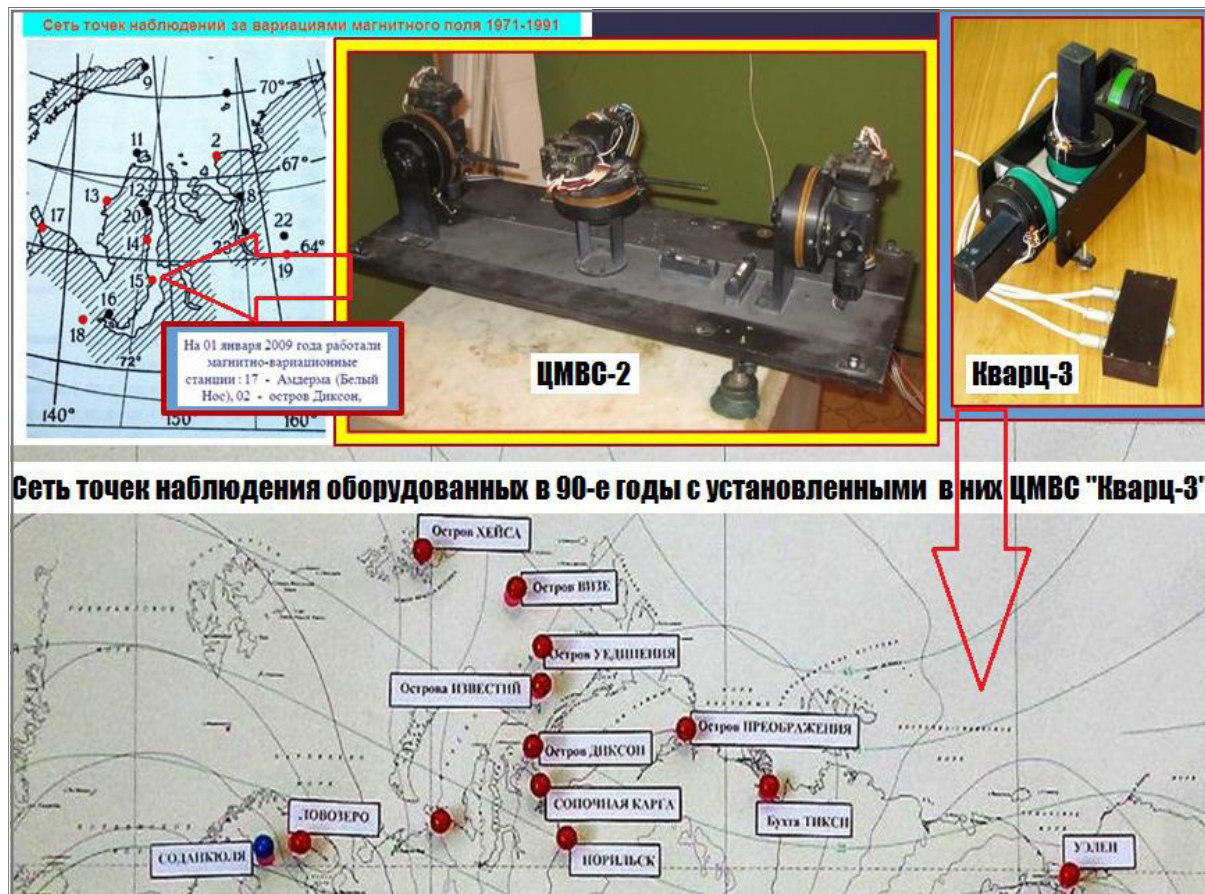 Сеть точек наблюдений за вариациями магнитного поля 1971-1991
9
70°
11
2
67°
13
12
8
20
17
22
14
23
64°
19
15
16
18
72°
140°
150
160°
На 01 января 2009 года работали
магнитно-вариационные
станции : 17 - Амдерма (Белый
Нос), 02 - остров Диксон,
ЦМВС-2
Кварц-3
Сеть точек наблюдения оборудованных в 90-е годы с установленными в них ЦМВС "Кварц-3"
Остров ХЕЙСА
Остров ВИЗЕ
Остров УЕДИНЕНИЯ
Острова ИЗВЕСТИЙ
Остров ПРЕОБРАЖЕНИЯ
Остров ДИКСОН
СОПОЧНАЯ КАРГА
ЛОВОЗЕРО
Бухта ТИКСИ
СОДАНКЮЛЯ
НОРИЛЬСК
УЭЛЕН